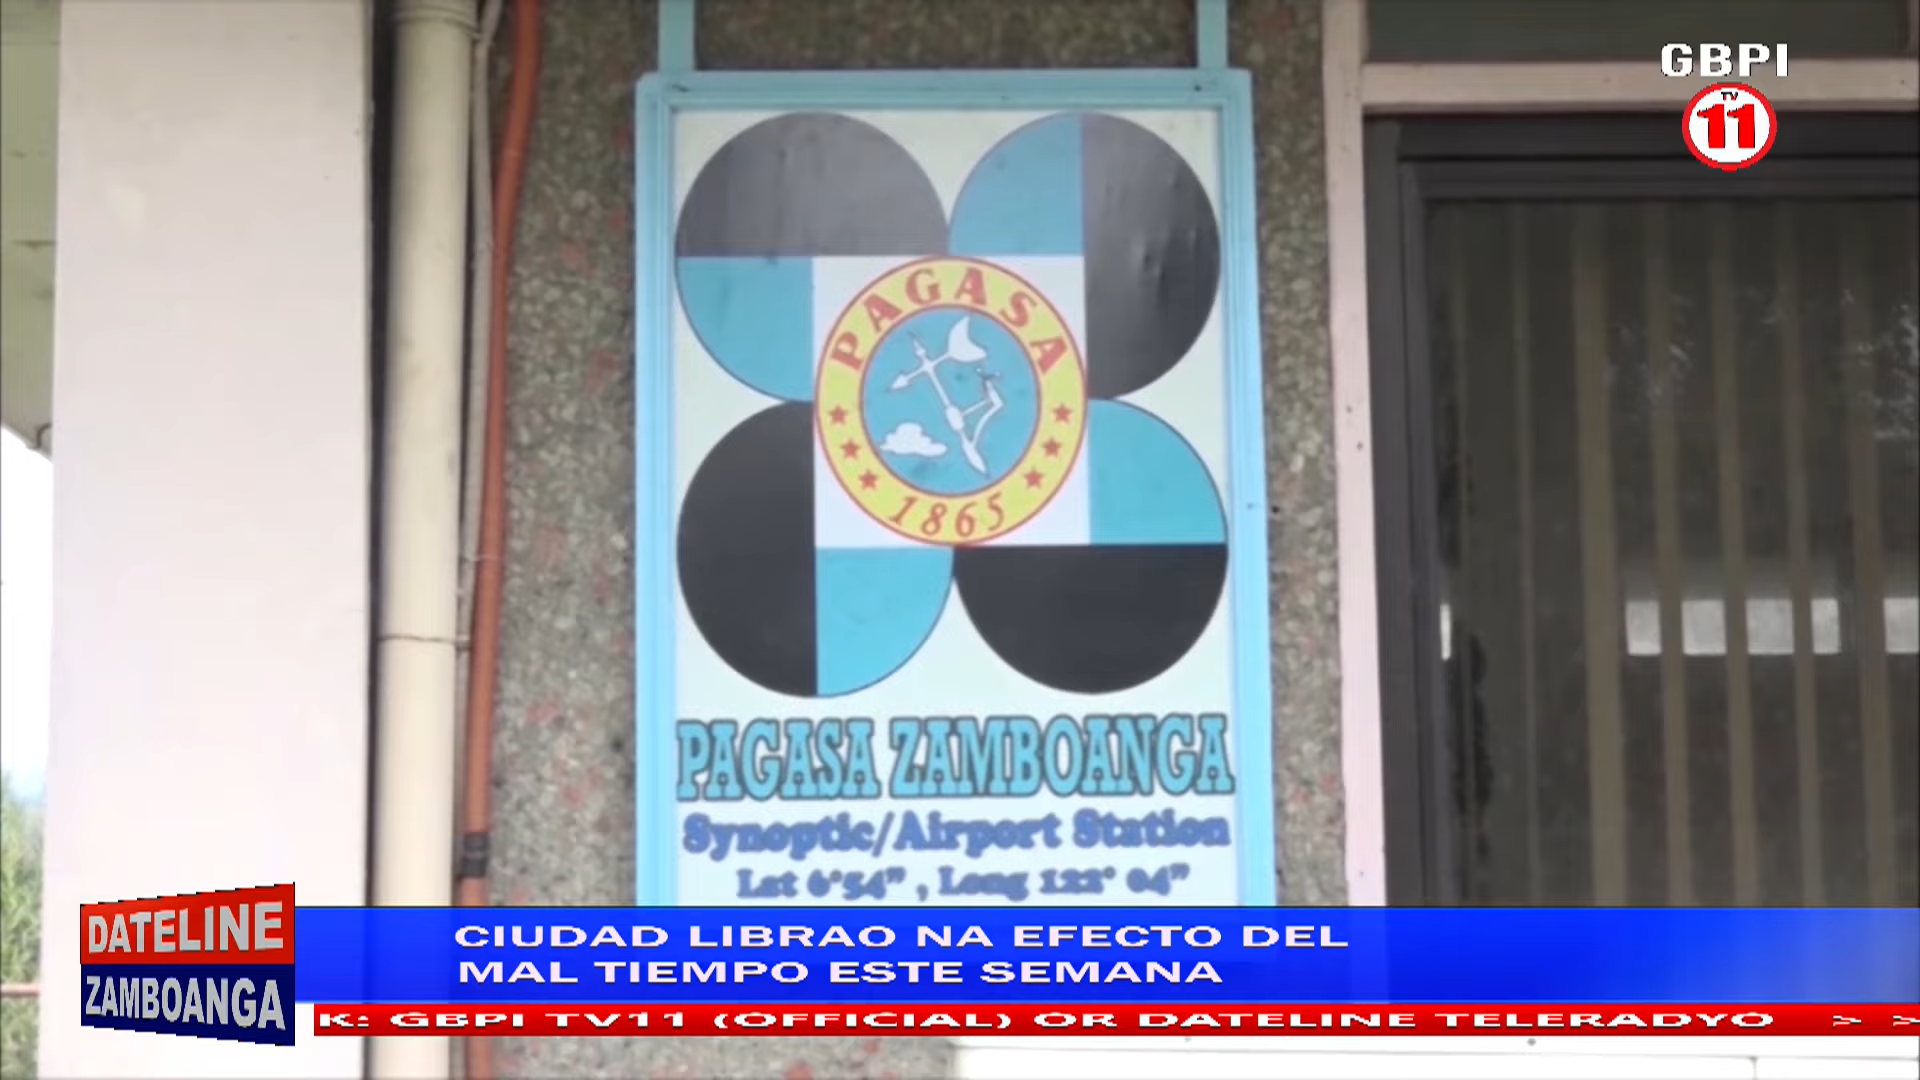 GBPI
TV
11
PAGASA
1865
PAGASA ZAMBOANGA
Synoptic/Airport Station
Lat 6°54" , Long 122° 04"
DATELINE
ZAMBOANGA
CIUDAD LIBRAO NA EFECTO DEL
MAL TIEMPO ESTE SEMANA
K: GBPI TV11 (OFFICIAL) OR DATELINE TELERADYO > >